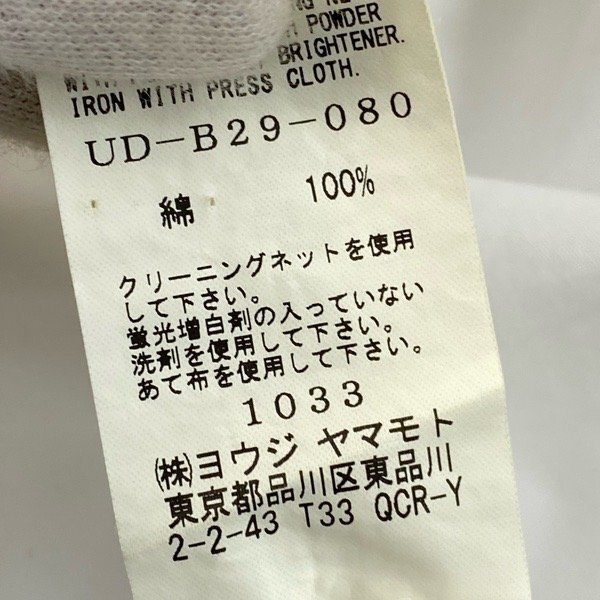 POWDER
BRIGHTENER.
IRON WITH PRESS CLOTH.
UD-B29-080
綿 100%
クリーニングネットを使用
して下さい。
蛍光増白剤の入っていない
洗剤を使用して下さい。
あて布を使用して下さい。
1033
㈱ヨウジ ヤマモト
東京都品川区東品川
2-2-43 T33 QCR-Y